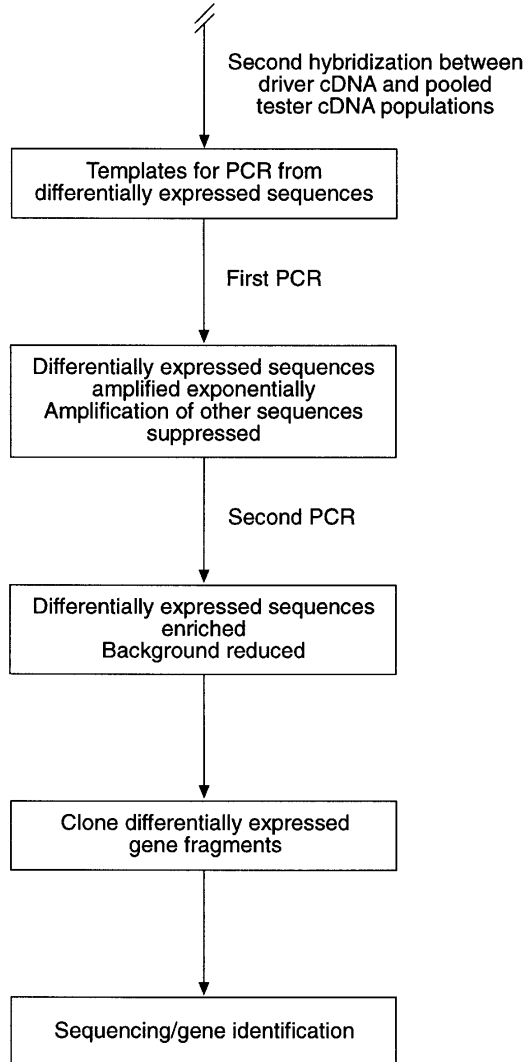 Second hybridization between
driver cDNA and pooled
tester cDNA populations
Templates for PCR from
differentially expressed sequences
First PCR
Differentially expressed sequences
amplified exponentially
Amplification of other sequences
suppressed
Second PCR
Differentially expressed sequences
enriched
Background reduced
Clone differentially expressed
gene fragments
Sequencing/gene identification